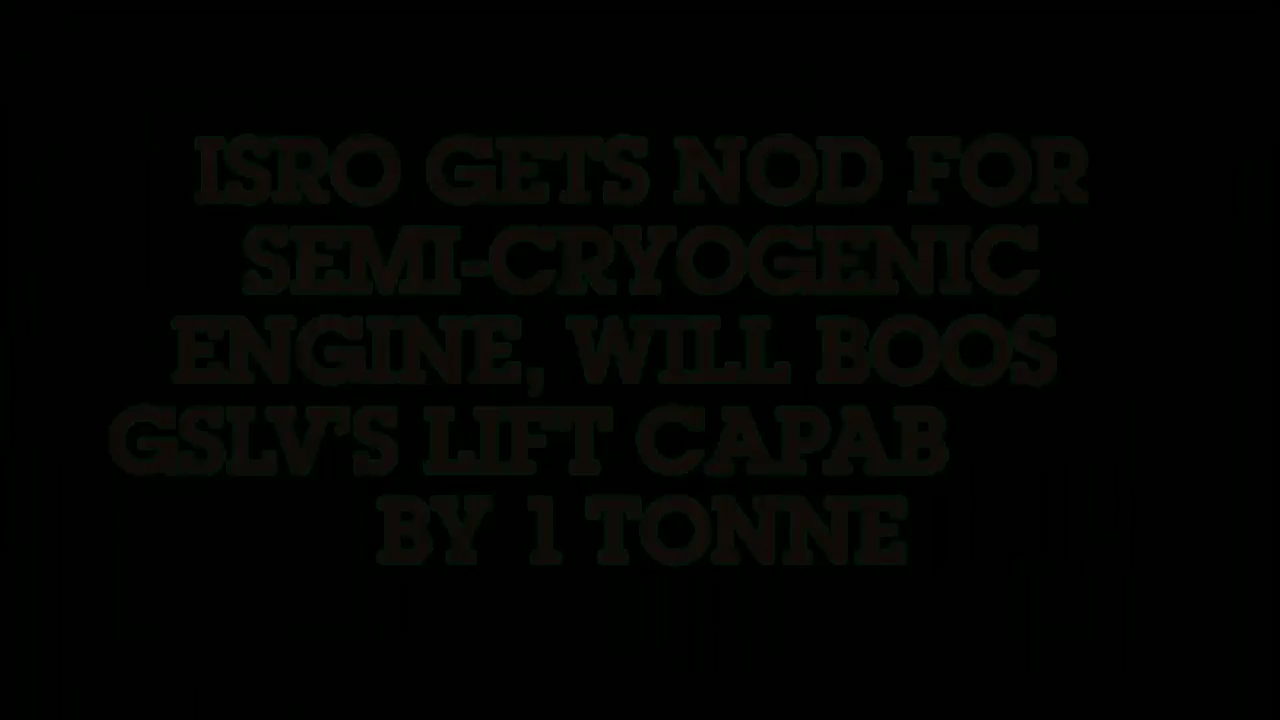 ISRO GETS NOD FOR
SEMI-CRYOGENIC
ENGINE, WILL BOOS
GSLV'S LIFT CAPAB
BY 1 TONNE